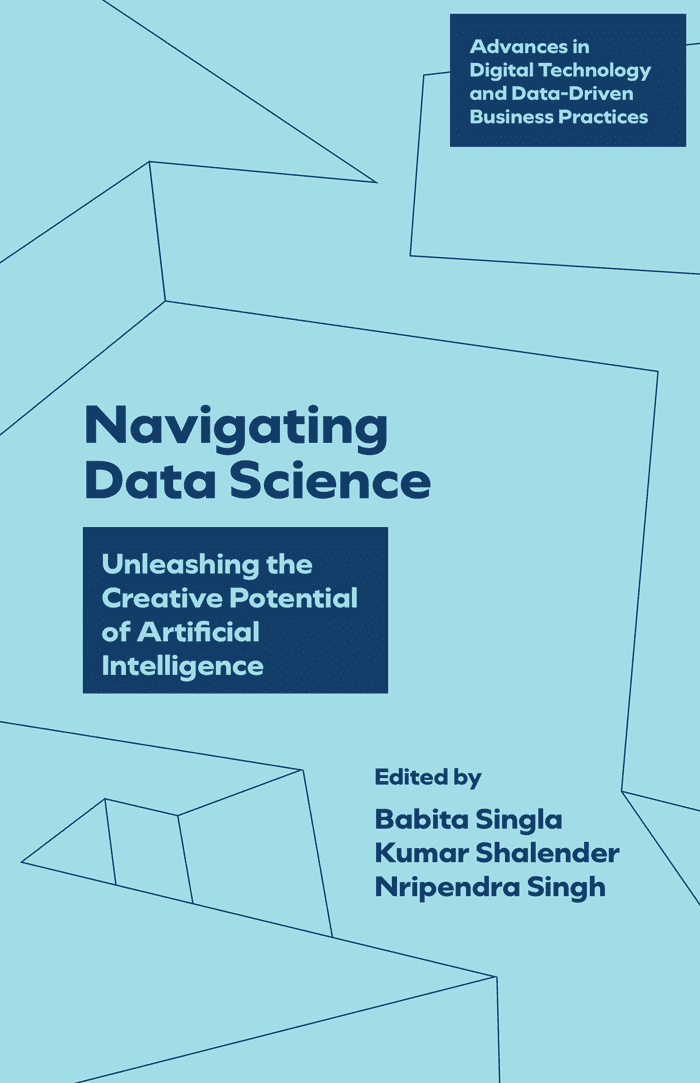 Advances in
Digital Technology
and Data-Driven
Business Practices
Navigating
Data Science
Unleashing the
Creative Potential
of Artificial
Intelligence
Edited by
Babita Singla
Kumar Shalender
Nripendra Singh